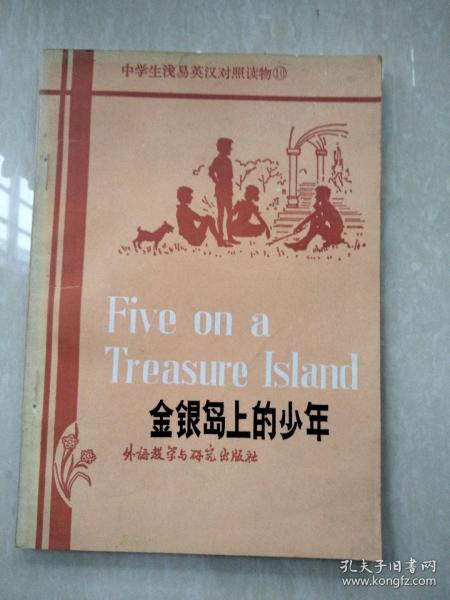 中学生浅易英汉对照读物⑩
Five on a
Treasure Island
金银岛上的少年
外语教学与研究出版社
孔夫子旧书网
www.kongfz.com